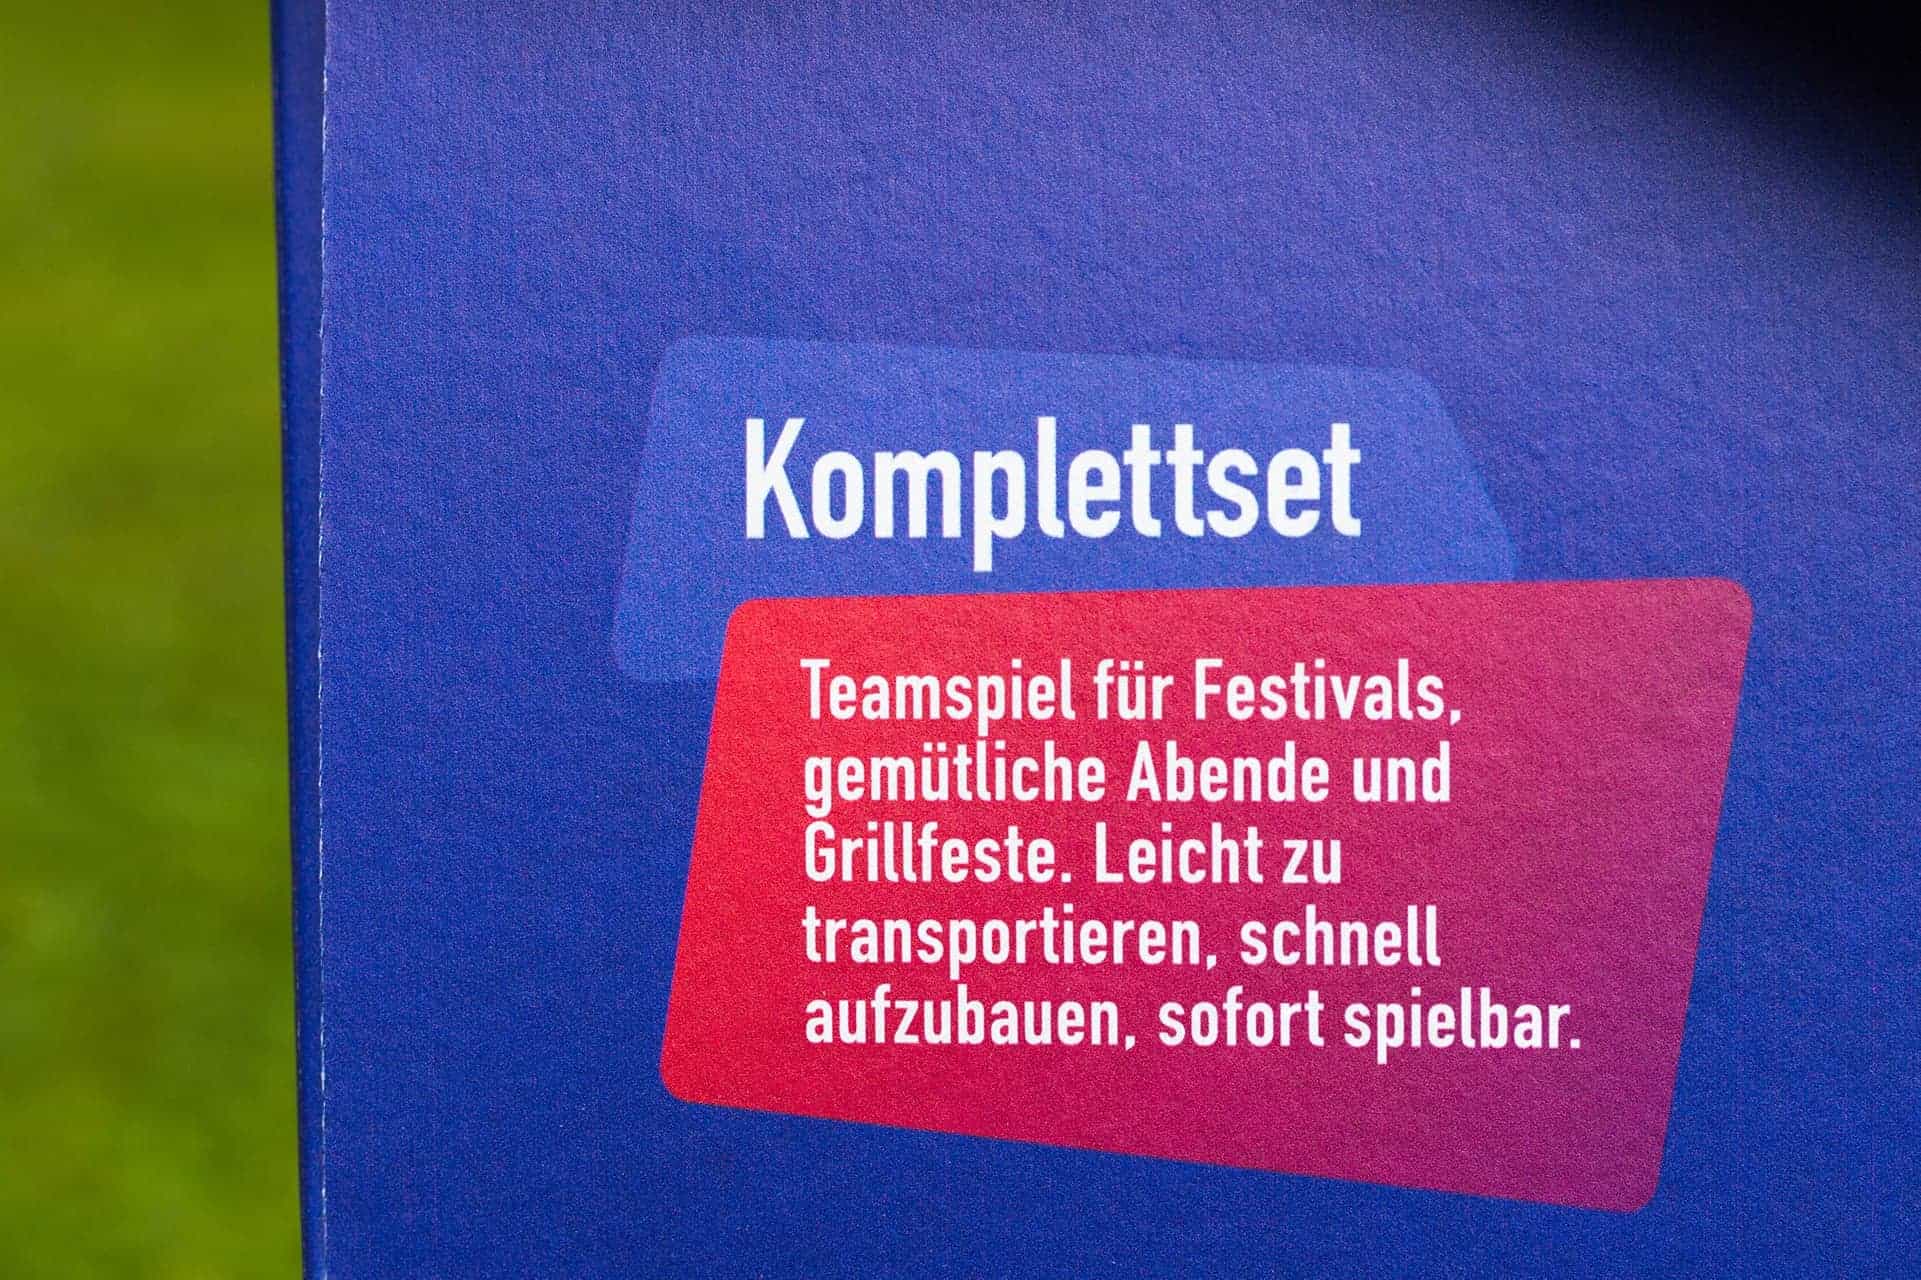 Komplettset
Teamspiel für Festivals,
gemütliche Abende und
Grillfeste. Leicht zu
transportieren, schnell
aufzubauen, sofort spielbar.